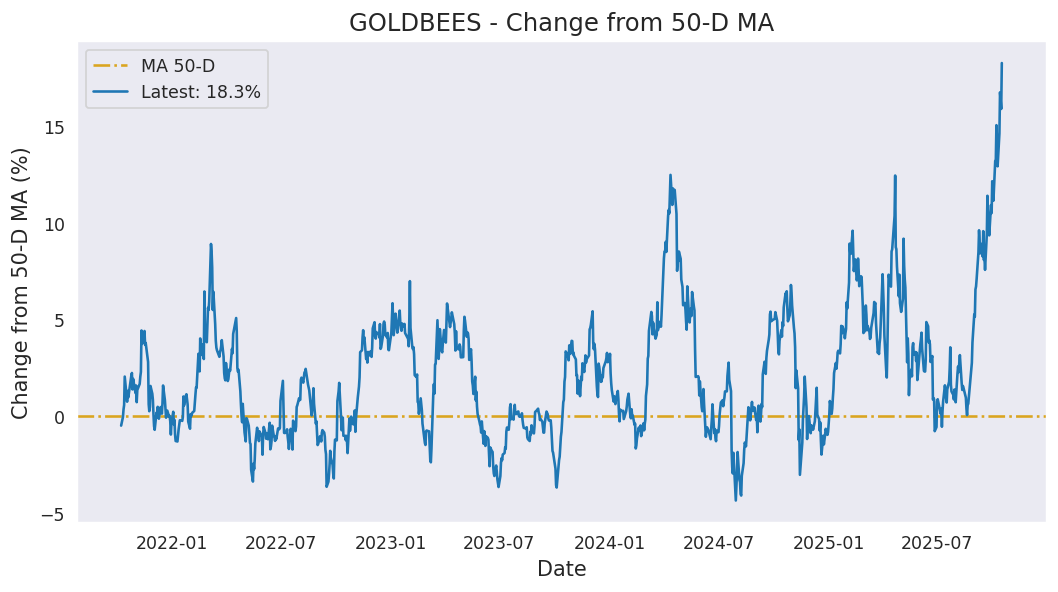 GOLDBEES - Change from 50-D MA
MA 50-D
Latest: 18.3%
Change from 50-D MA (%)
15
10
5
0
−5
2022-01 2022-07 2023-01 2023-07 2024-01 2024-07 2025-01 2025-07
Date